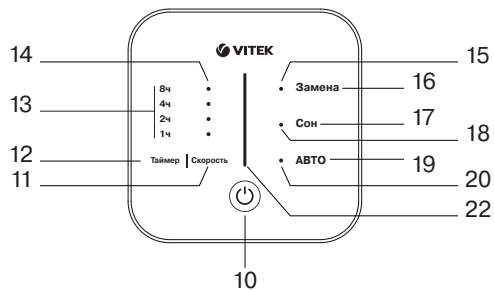 VITEK
14
15
8ч
Замена
16
13
4ч
2ч
Сон
17
1ч
18
12
Таймер | Скорость
АВТО
19
11
20
22
10